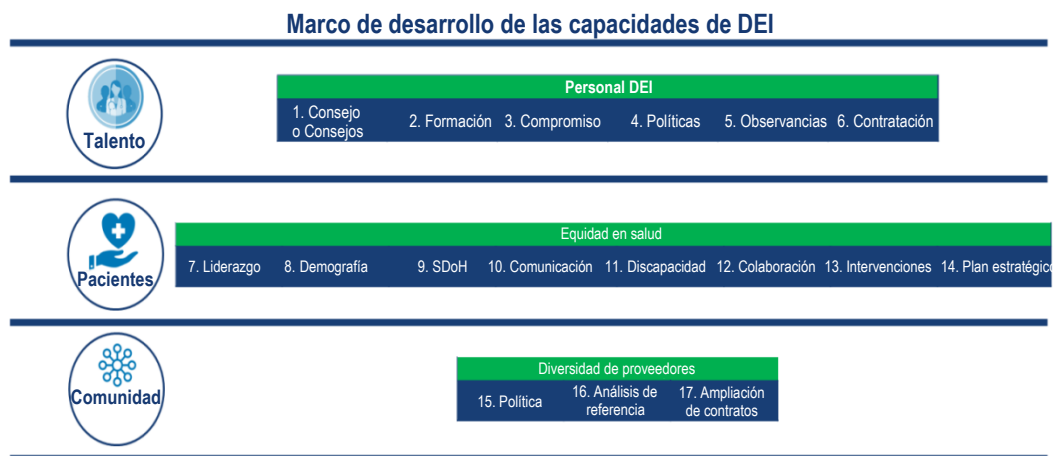 Marco de desarrollo de las capacidades de DEI
Talento
Personal DEI
1. Consejo
o Consejos
2. Formación
3. Compromiso
4. Políticas
5. Observancias
6. Contratación
Pacientes
Equidad en salud
7. Liderazgo
8. Demografía
9. SDoH
10. Comunicación
11. Discapacidad
12. Colaboración
13. Intervenciones
14. Plan estratégico
Comunidad
Diversidad de proveedores
15. Política
16. Análisis de
referencia
17. Ampliación
de contratos